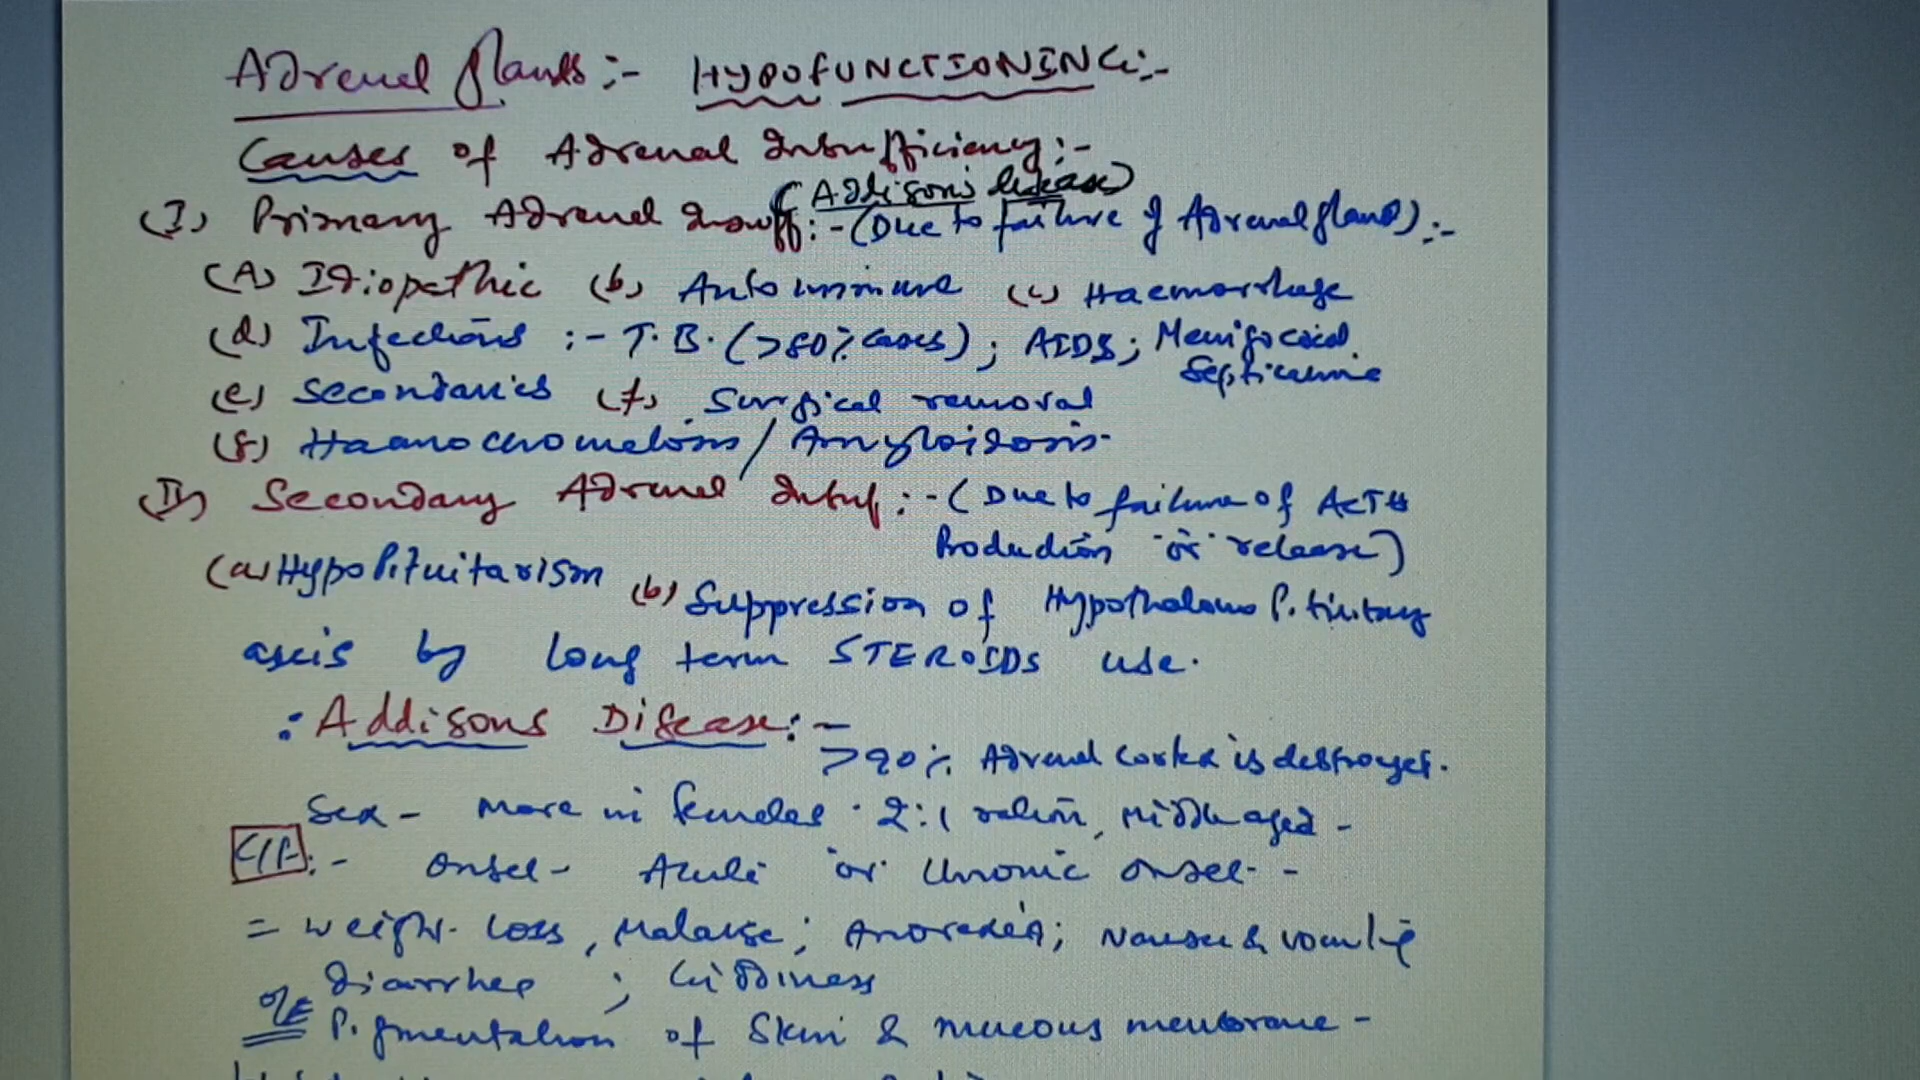 Adrenal glands :- HYPOFUNCTIONING :-
Causes of Adrenal Insufficiency :-
(Addisons disease)
(I) Primary Adrenal Insuff :- (Due to failure of Adrenal gland) :-
(A) Idiopathic (b) Autoimmune (c) Haemorrhage
(d) Infections :- T.B. (>80% cases) ; AIDS ;
Septicaemia
(e) Secondaries (f) Surgical removal
(g) Haemochromatosis / Amyloidosis
(II) Secondary Adrenal Insuf :- (Due to failure of ACTH
Production or release)
(a) Hypopituitarism (b) Suppression of Hypothalamo Pituitary
axis by long term STEROIDS use.
: Addisons Disease :-
>90% Adrenal cortex is destroyed.
Sex - More in females. 2:1 ratio, Middle aged -
C/F :- Onset - Acute or Chronic onset -
= Weight loss, Malaise ; Anorexia ; Nausea & vomiting
Diarrhea ; Giddiness
O/E Pigmentation of Skin & mucous membrane -